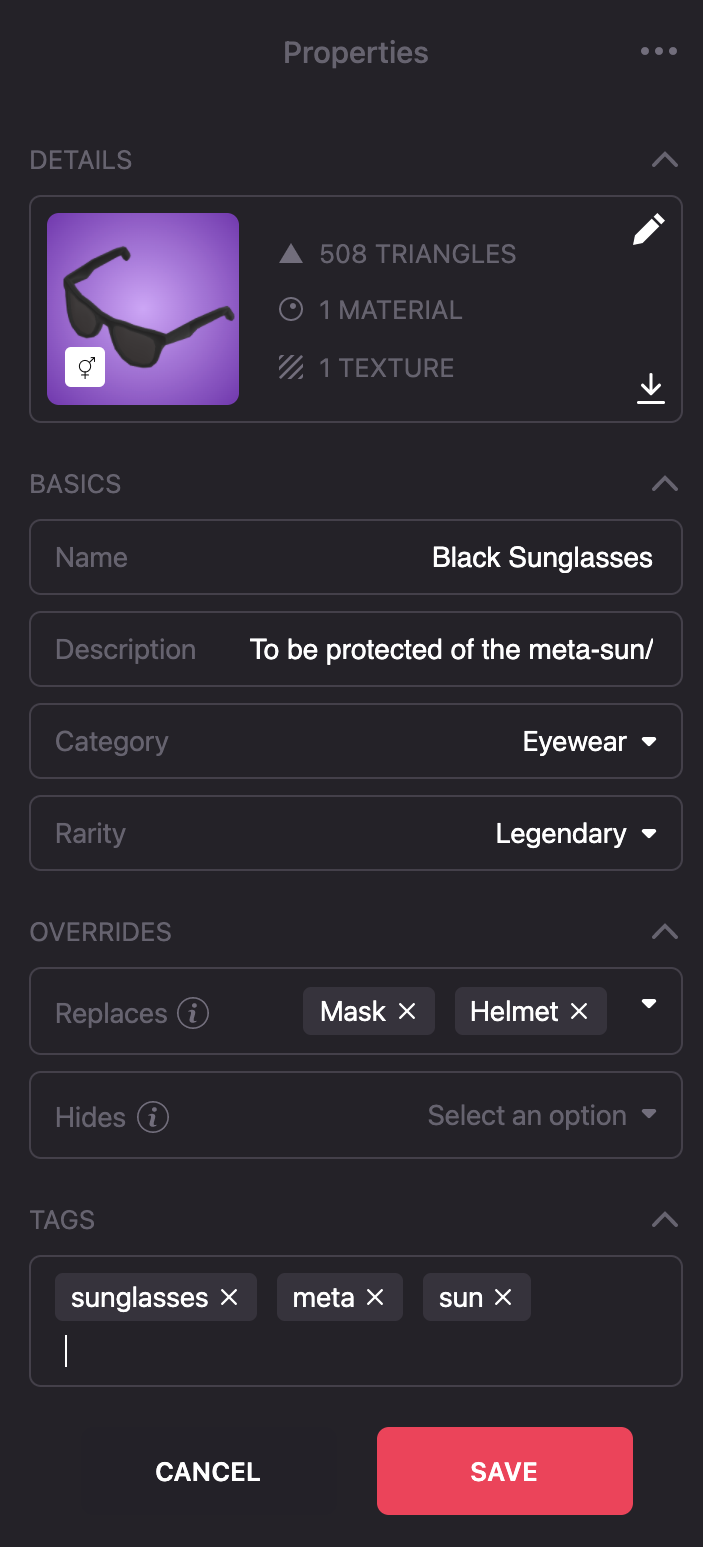 Properties
DETAILS
508 TRIANGLES
1 MATERIAL
1 TEXTURE
BASICS
Name Black Sunglasses
Description To be protected of the meta-sun/
Category Eyewear
Rarity Legendary
OVERRIDES
Replaces i Mask Helmet
Hides i Select an option
TAGS
sunglasses meta sun
CANCEL SAVE